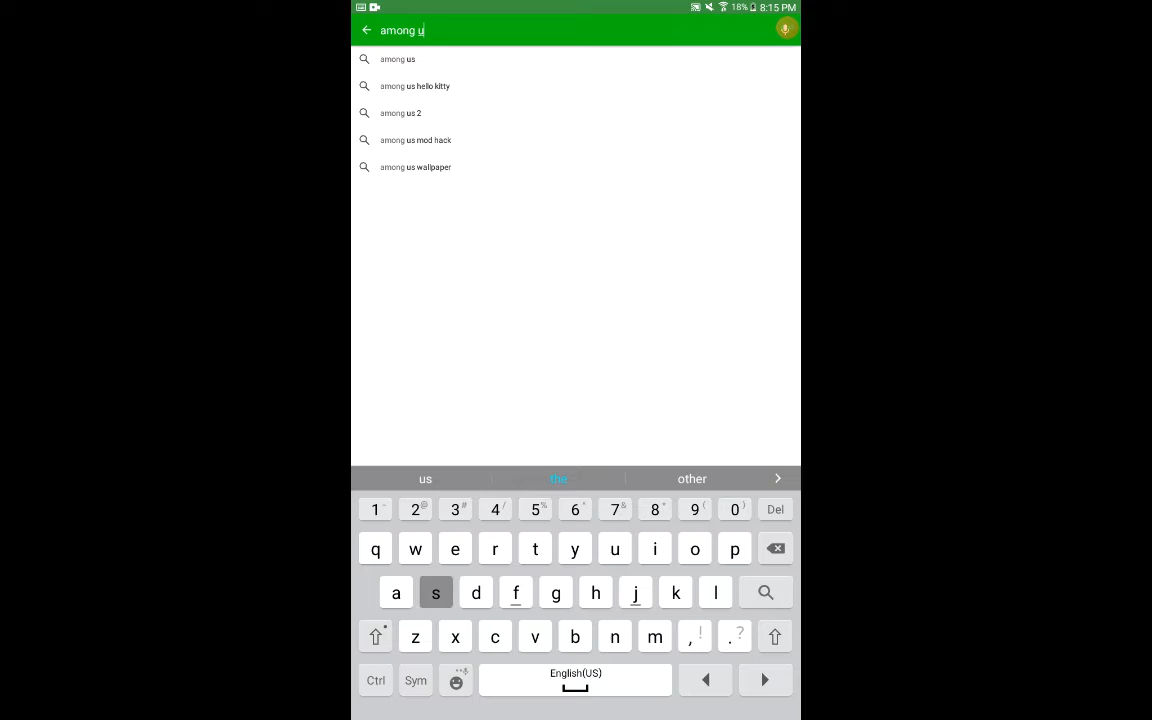 18% 8:15 PM
among u
among us
among us hello kitty
among us 2
among us mod hack
among us wallpaper
us the other
1 - 2 @ 3 # 4 / 5 % 6 ^ 7 & 8 * 9 ( 0 ) Del
q w e r t y u i o p
a s d f g h j k l
z x c v b n m , ! . ?
Ctrl Sym English(US)